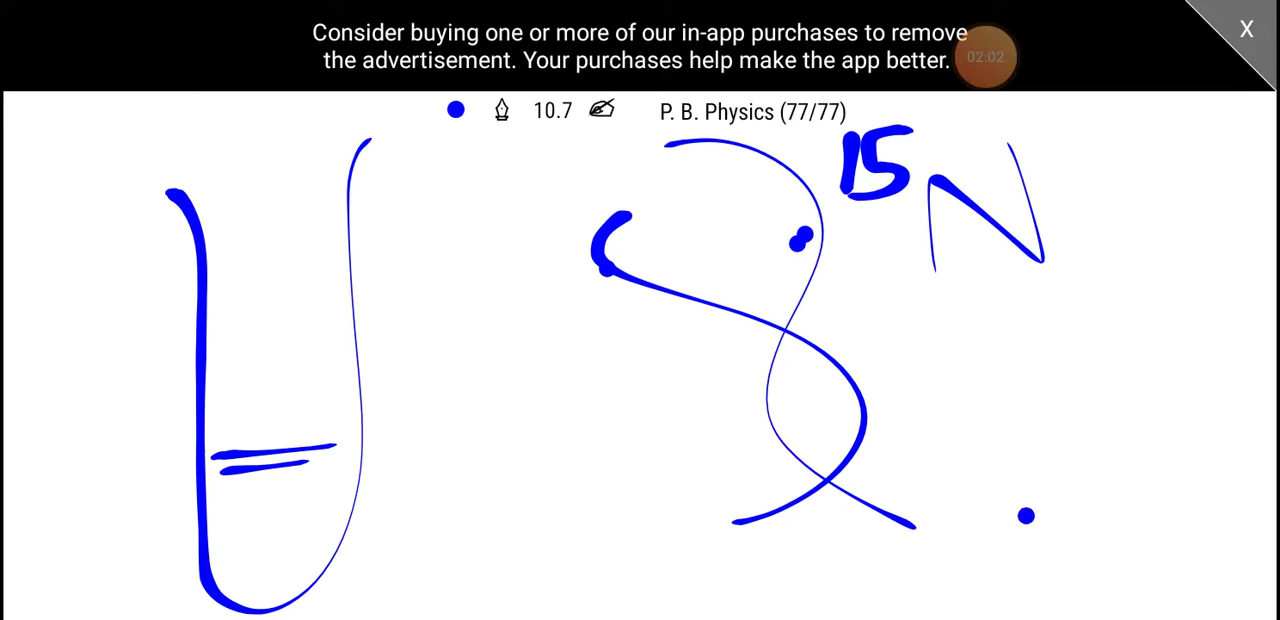 Consider buying one or more of our in-app purchases to remove
the advertisement. Your purchases help make the app better.
X
02:02
10.7 P. B. Physics (77/77)
15N